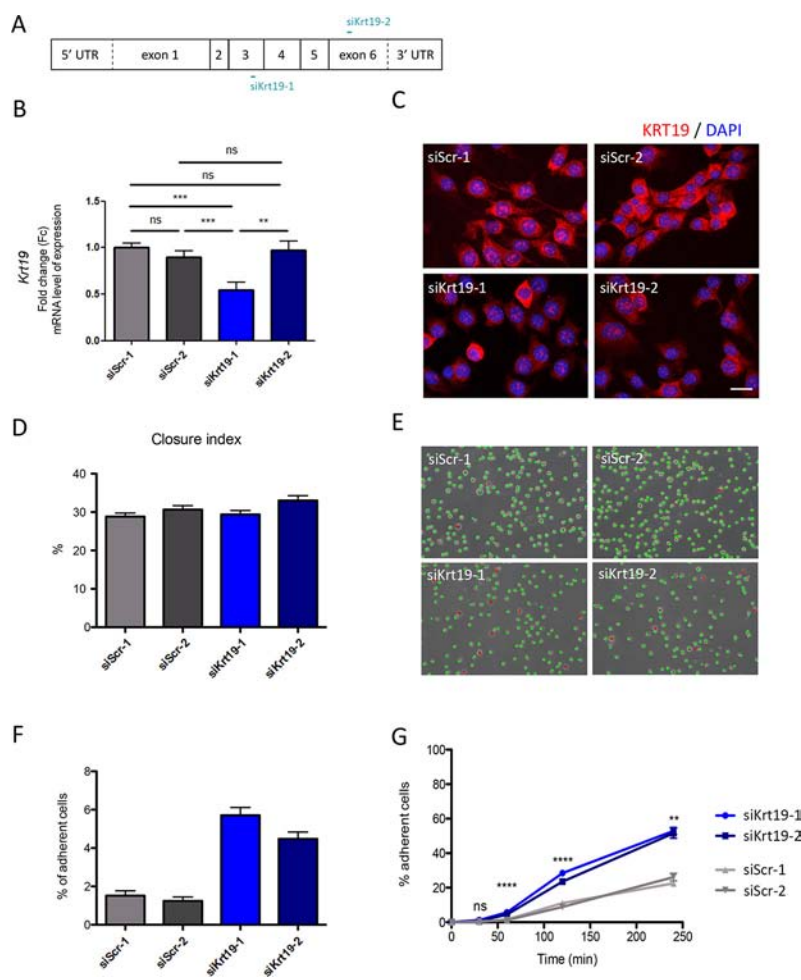 A
siKrt19-2
5' UTR exon 1 2 3 4 5 exon 6 3' UTR
siKrt19-1
B
ns
ns
***
ns *** **
Krt19
Fold change (Fc)
mRNA level of expression
1.5
1.0
0.5
0.0
siScr-1 siScr-2 siKrt19-1 siKrt19-2
C
KRT19 / DAPI
siScr-1 siScr-2
siKrt19-1 siKrt19-2
D
Closure index
%
40
30
20
10
0
siScr-1 siScr-2 siKrt19-1 siKrt19-2
E
siScr-1 siScr-2
siKrt19-1 siKrt19-2
F
% of adherent cells
8
6
4
2
0
siScr-1 siScr-2 siKrt19-1 siKrt19-2
G
% adherent cells
100
80
60
40
20
0
ns **** **** **
0 50 100 150 200 250
Time (min)
siKrt19-1
siKrt19-2
siScr-1
siScr-2